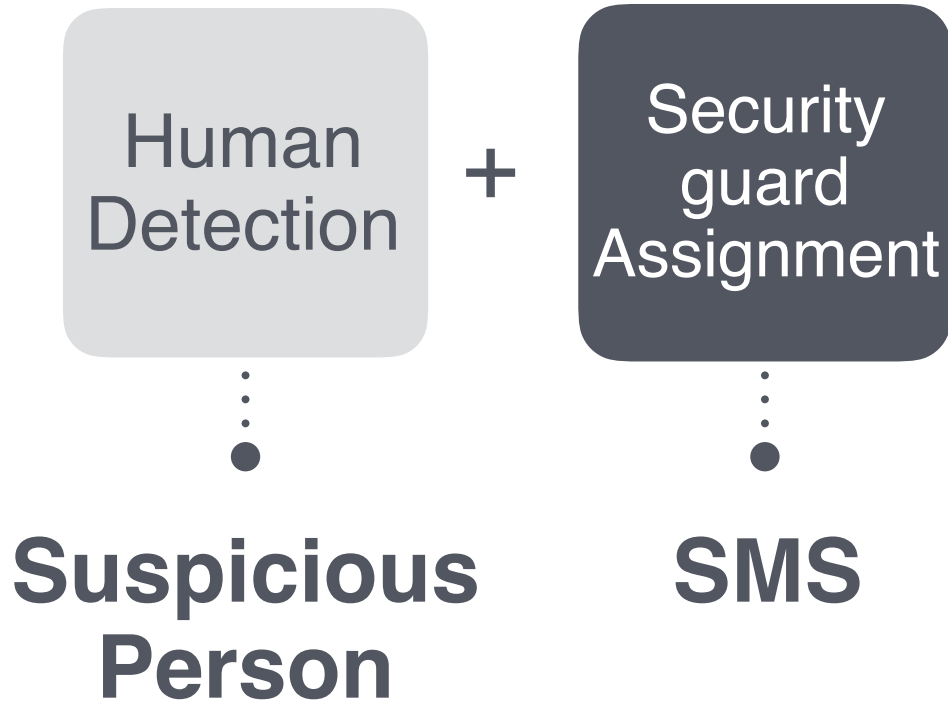 Human
Detection
+
Security
guard
Assignment
Suspicious
Person
SMS